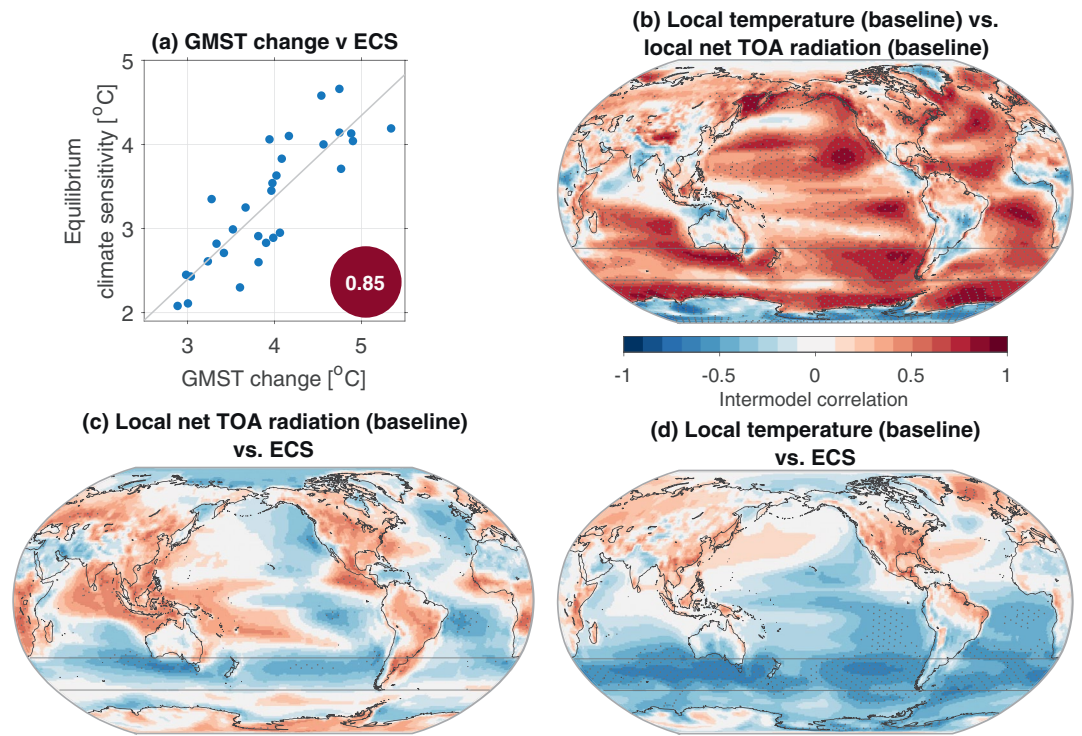 (a) GMST change v ECS
Equilibrium
climate sensitivity [°C]
5
4
3
2
0.85
3 4 5
GMST change [°C]
(b) Local temperature (baseline) vs.
local net TOA radiation (baseline)
-1 -0.5 0 0.5 1
Intermodel correlation
(c) Local net TOA radiation (baseline)
vs. ECS
(d) Local temperature (baseline)
vs. ECS